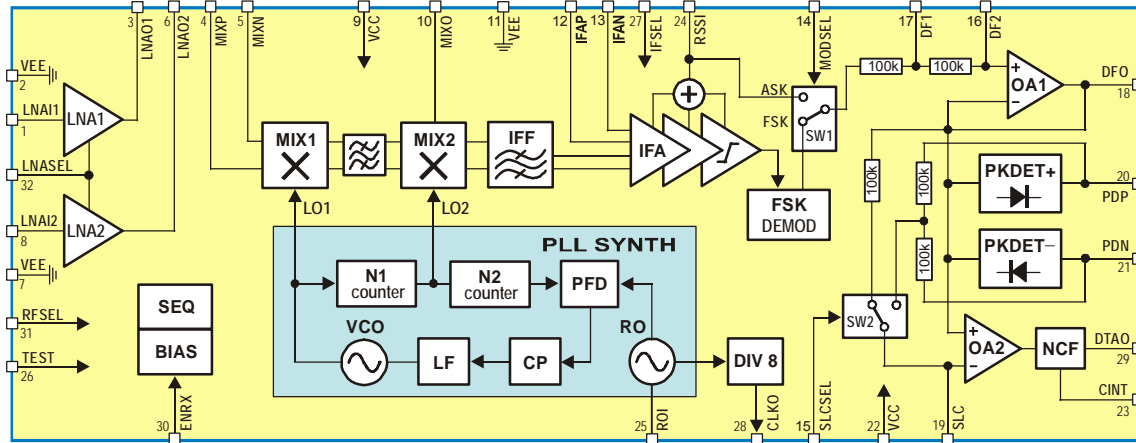 3 6 4 5 9 10 11 12 13 27 24 14 17 16
LNAO1 LNAO2 MIXP MIXN VCC MIXO VEE IFAP IFAN IFSEL RSSI MODSEL DF1 DF2
VEE
2
LNAI1
1
LNA1
LNASEL
32
LNAI2
8
LNA2
VEE
7
RFSEL
31
TEST
26
SEQ
BIAS
30
ENRX
MIX1
MIX2
IFF
IFA
+
LO1
LO2
ASK
FSK
SW1
FSK
DEMOD
100k
100k
+
−
OA1
DFO
18
100k
100k
100k
PKDET+
20
PDP
PKDET−
PDN
21
SW2
+
−
OA2
NCF
DTAO
29
CINT
23
PLL SYNTH
N1
counter
N2
counter
PFD
VCO
LF
CP
RO
DIV 8
25
ROI
28
CLKO
15
SLCSEL
22
VCC
19
SLC